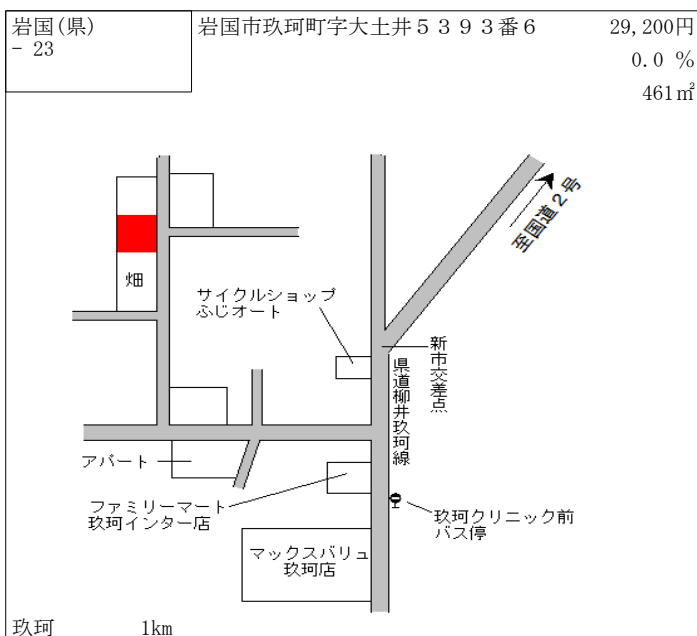 岩国(県)
- 23
岩国市玖珂町字大土井５３９３番６
29,200円
0.0 %
461㎡
至国道２号
畑
サイクルショップ
ふじオート
新市交差点
県道柳井玖珂線
アパート
ファミリーマート
玖珂インター店
玖珂クリニック前
バス停
マックスバリュ
玖珂店
玖珂 1km